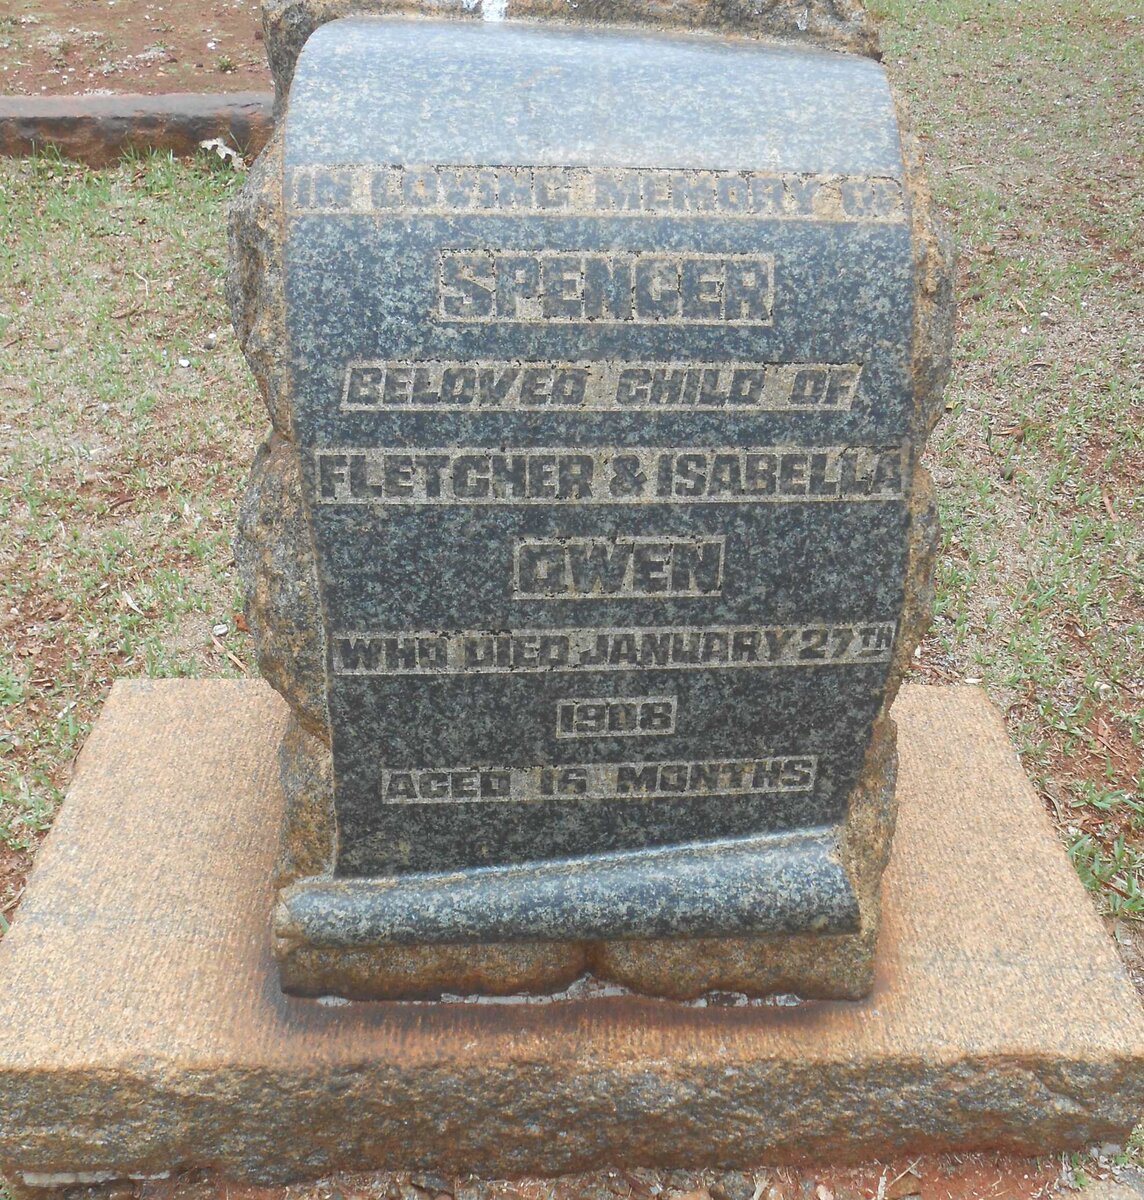 IN LOVING MEMORY OF
SPENCER
BELOVED CHILD OF
FLETCHER & ISABELLA
OWEN
WHO DIED JANUARY 27TH
1908
AGED 16 MONTHS